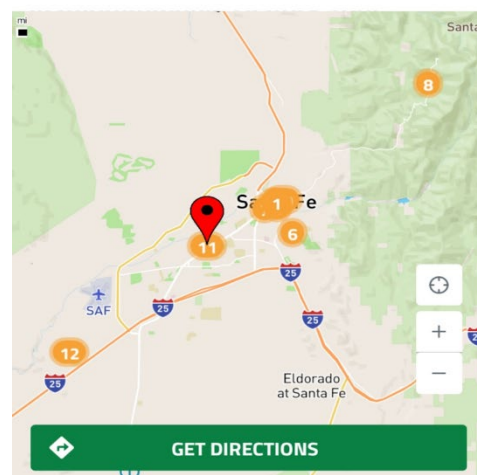 mi
Santa
8
Santa Fe
1
6
11
25
SAF
25
25
12
25
Eldorado
at Santa Fe
+
−
GET DIRECTIONS